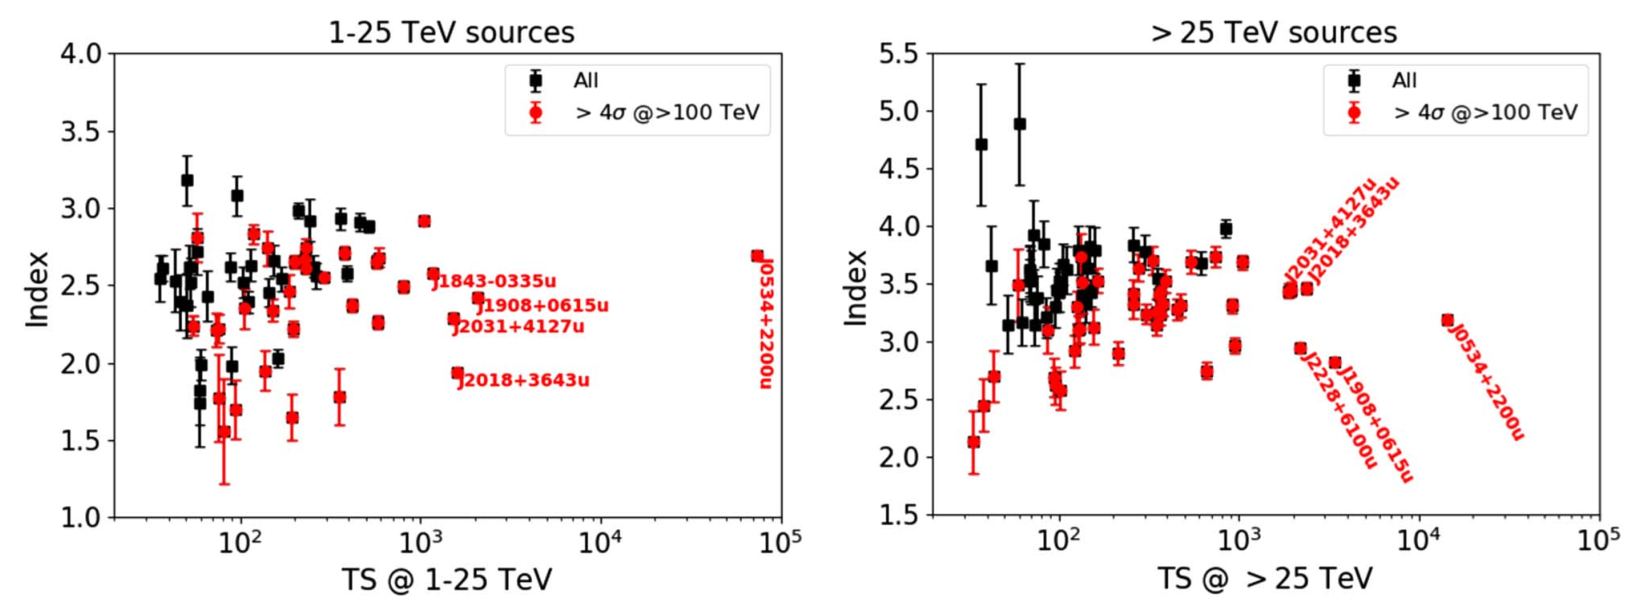 1-25 TeV sources
4.0
3.5
3.0
2.5
2.0
1.5
1.0
Index
All
> 4σ @>100 TeV
J1843-0335u
J1908+0615u
J2031+4127u
J2018+3643u
J0534+2200u
10²
10³
10⁴
10⁵
TS @ 1-25 TeV
> 25 TeV sources
5.5
5.0
4.5
4.0
3.5
3.0
2.5
2.0
1.5
Index
All
> 4σ @>100 TeV
J2031+4127u
J2018+3643u
J0534+2200u
J1908+0615u
J2228+6100u
10²
10³
10⁴
10⁵
TS @ > 25 TeV